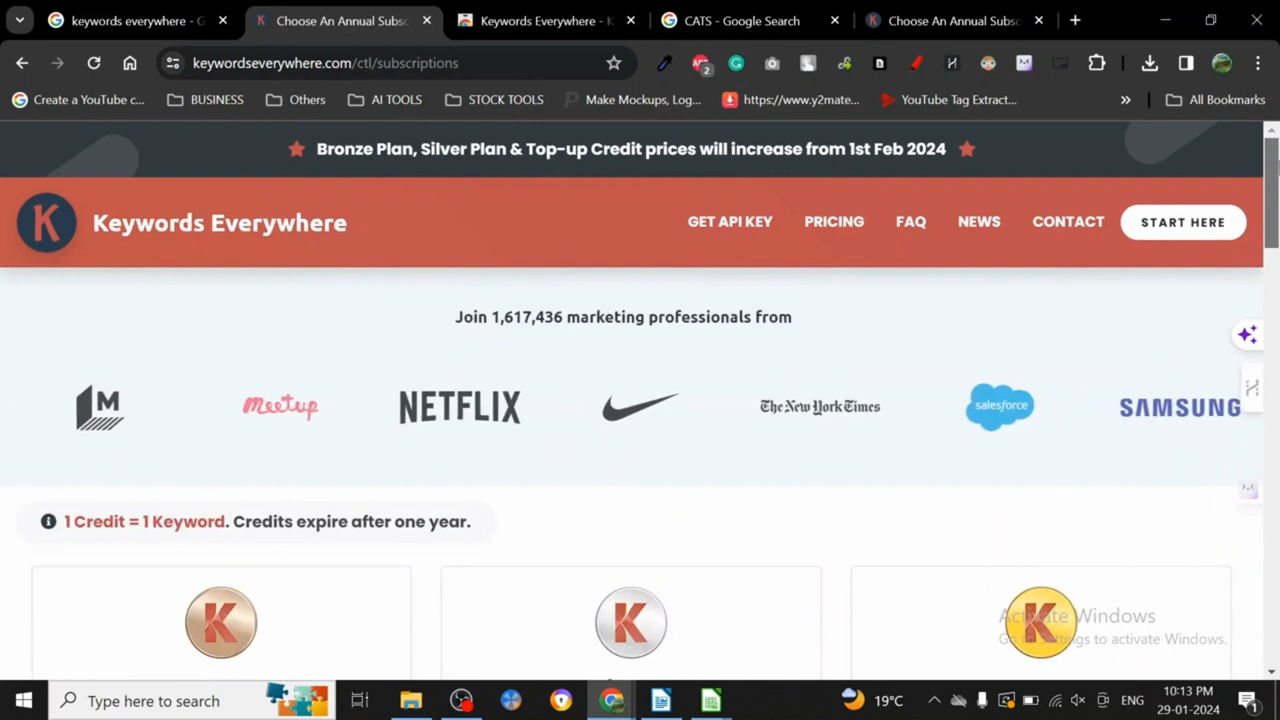 keywords everywhere - G
Choose An Annual Subsc
Keywords Everywhere - K
CATS - Google Search
Choose An Annual Subsc
keywordseverywhere.com/ctl/subscriptions
2
Create a YouTube c...
BUSINESS
Others
AI TOOLS
STOCK TOOLS
Make Mockups, Log...
https://www.y2mate...
YouTube Tag Extract...
All Bookmarks
Bronze Plan, Silver Plan & Top-up Credit prices will increase from 1st Feb 2024
K
Keywords Everywhere
GET API KEY
PRICING
FAQ
NEWS
CONTACT
START HERE
Join 1,617,436 marketing professionals from
M
meetup
NETFLIX
The New York Times
salesforce
SAMSUNG
1 Credit = 1 Keyword. Credits expire after one year.
K
K
K
Activate Windows
Go to Settings to activate Windows.
Type here to search
19°C
ENG
10:13 PM
29-01-2024
1